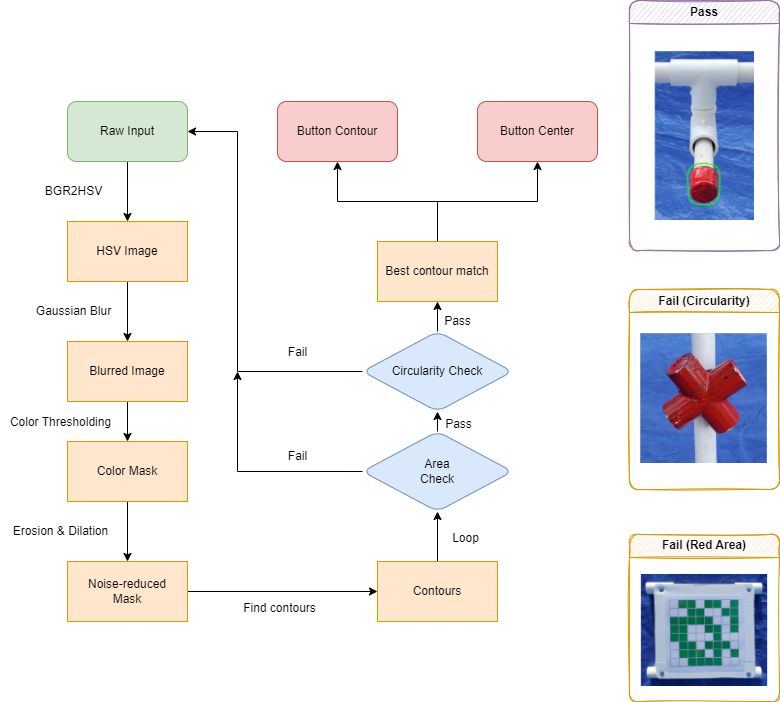 Pass
Raw Input
Button Contour
Button Center
BGR2HSV
HSV Image
Best contour match
Fail (Circularity)
Gaussian Blur
Pass
Fail
Blurred Image
Circularity Check
Color Thresholding
Pass
Fail
Color Mask
Area
Check
Erosion & Dilation
Loop
Fail (Red Area)
Noise-reduced
Mask
Find contours
Contours